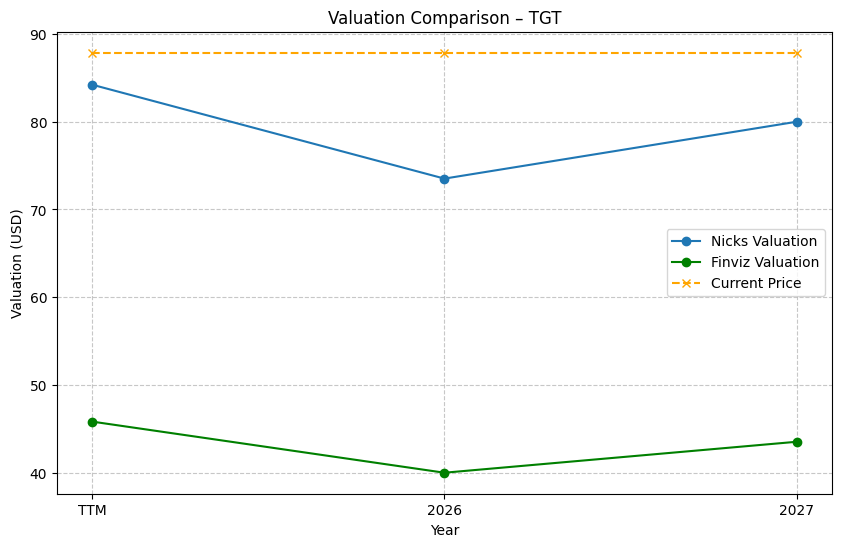 Valuation Comparison – TGT
Valuation (USD)
90
80
70
60
50
40
Nicks Valuation
Finviz Valuation
Current Price
TTM
2026
2027
Year